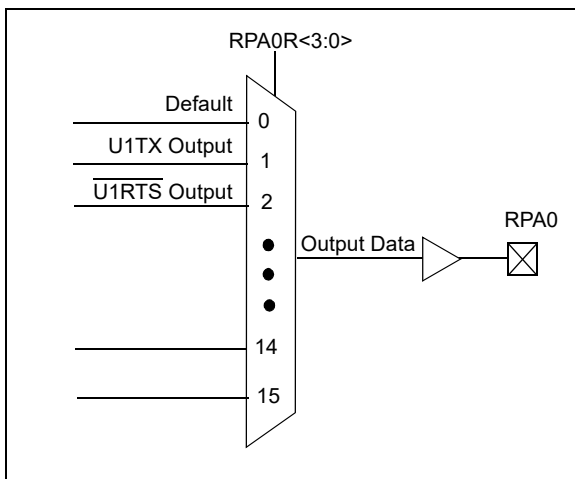 RPA0R<3:0>
Default
0
U1TX Output
1
U1RTS Output
2
RPA0
Output Data
14
15